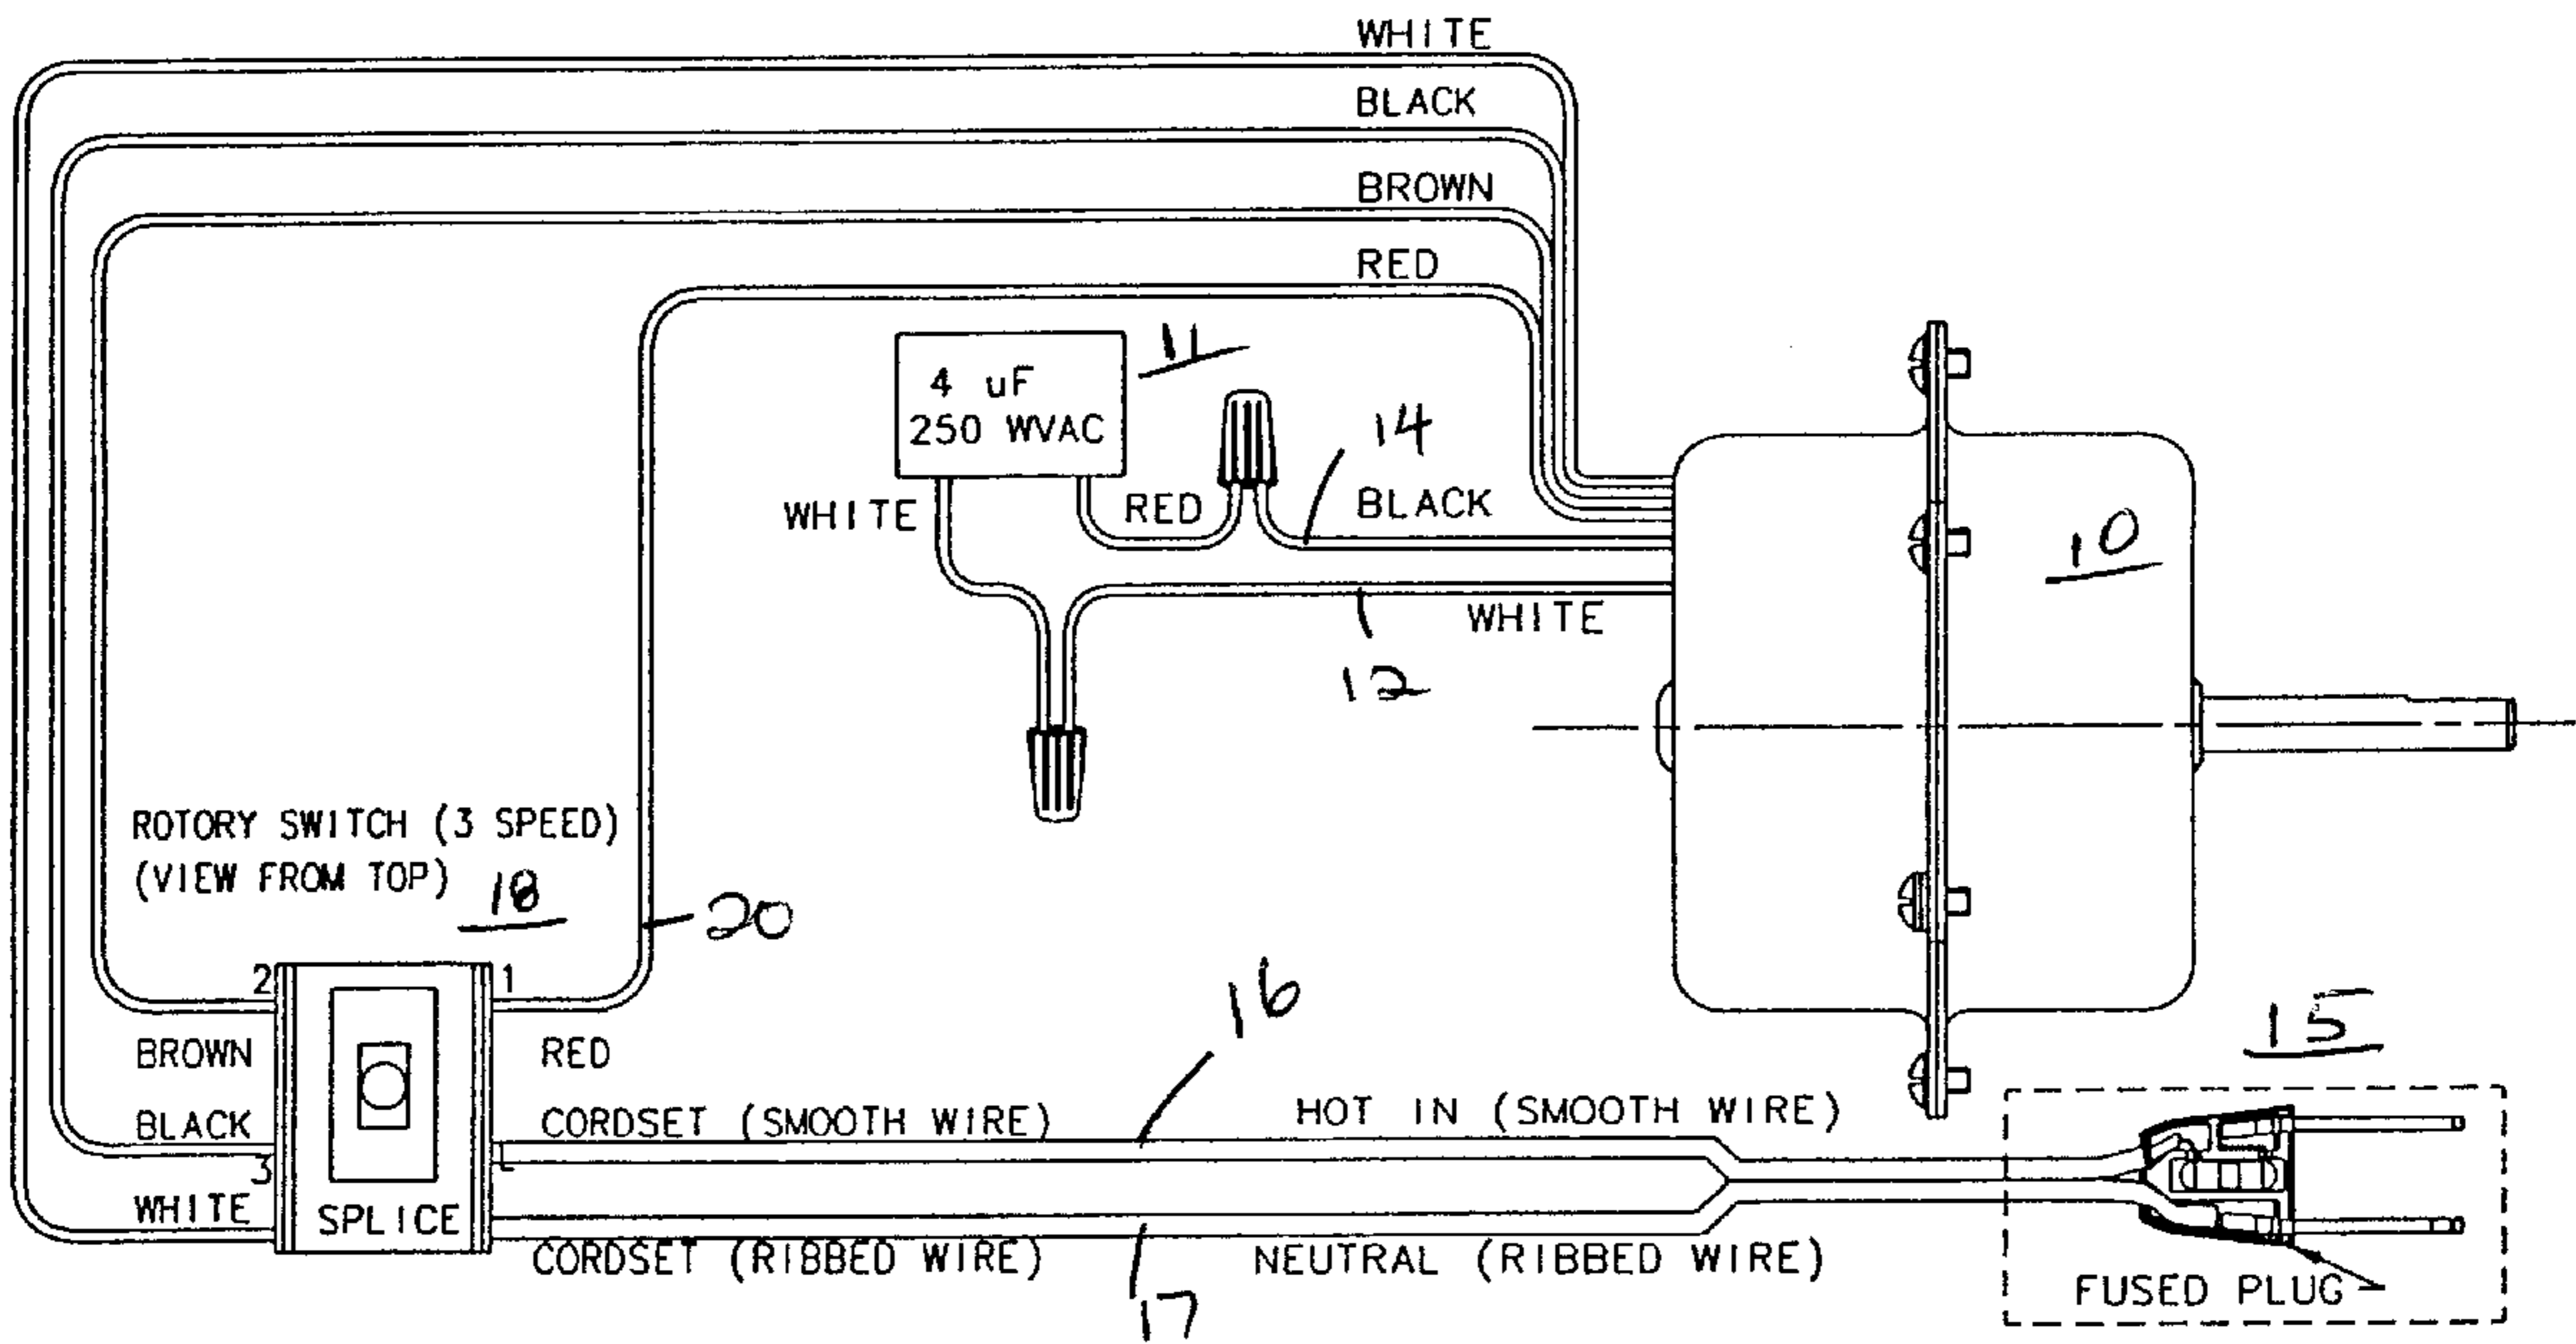 WHITE
BLACK
BROWN
RED
11
4 uF
250 WVAC
14
WHITE
RED
BLACK
10
WHITE
12
ROTORY SWITCH (3 SPEED)
(VIEW FROM TOP)
18
20
2
1
16
15
BROWN
RED
BLACK
CORDSET (SMOOTH WIRE)
HOT IN (SMOOTH WIRE)
3
WHITE
SPLICE
CORDSET (RIBBED WIRE)
NEUTRAL (RIBBED WIRE)
FUSED PLUG
17